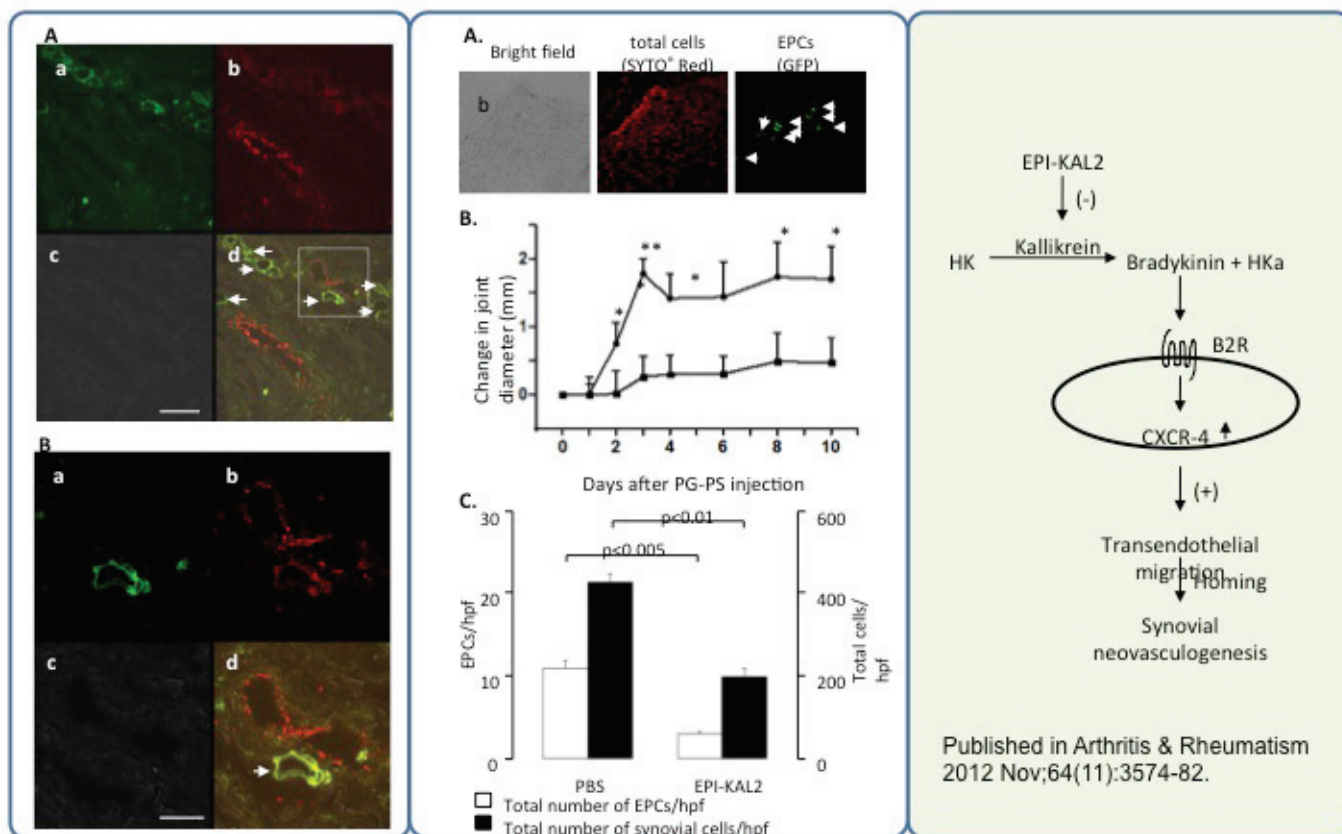 A
a
b
c
d
B
a
b
c
d
A.
Bright field
total cells
(SYTO® Red)
EPCs
(GFP)
b
B.
Change in joint
diameter (mm)
2
1
0
*
**
*
*
*
0
2
4
6
8
10
Days after PG-PS injection
C.
30
20
10
0
EPCs/hpf
p<0.01
p<0.005
600
400
200
0
Total cells/
hpf
PBS
EPI-KAL2
Total number of EPCs/hpf
Total number of synovial cells/hpf
EPI-KAL2
(-)
HK
Kallikrein
Bradykinin + HKa
B2R
CXCR-4
(+)
Transendothelial
migration
Homing
Synovial
neovasculogenesis
Published in Arthritis & Rheumatism
2012 Nov;64(11):3574-82.